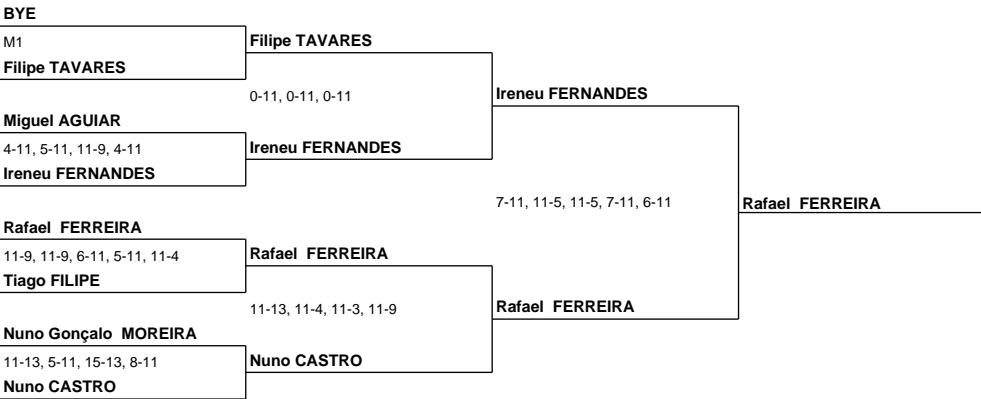 BYE
M1
Filipe TAVARES
Filipe TAVARES
0-11, 0-11, 0-11
Miguel AGUIAR
4-11, 5-11, 11-9, 4-11
Ireneu FERNANDES
Ireneu FERNANDES
Ireneu FERNANDES
7-11, 11-5, 11-5, 7-11, 6-11
Rafael FERREIRA
Rafael FERREIRA
11-9, 11-9, 6-11, 5-11, 11-4
Tiago FILIPE
Rafael FERREIRA
11-13, 11-4, 11-3, 11-9
Rafael FERREIRA
Nuno Gonçalo MOREIRA
11-13, 5-11, 15-13, 8-11
Nuno CASTRO
Nuno CASTRO